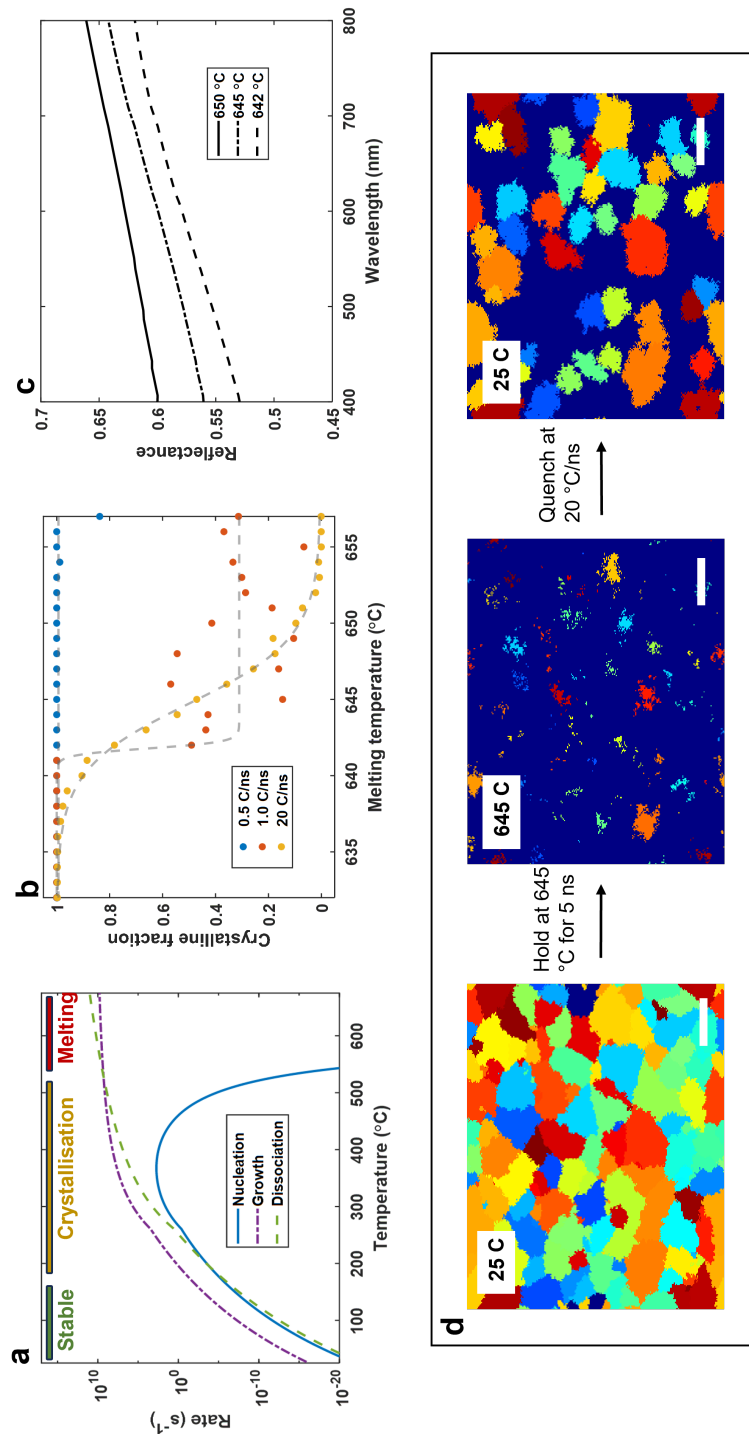 a
Stable
Crystallisation
Melting
Rate (s⁻¹)
10¹⁰
10⁰
10⁻¹⁰
10⁻²⁰
Nucleation
Growth
Dissociation
100
200
300
400
500
600
Temperature (°C)
b
Crystalline fraction
1
0.8
0.6
0.4
0.2
0
0.5 C/ns
1.0 C/ns
20 C/ns
635
640
645
650
655
Melting temperature (°C)
c
Reflectance
0.7
0.65
0.6
0.55
0.5
0.45
650 °C
645 °C
642 °C
400
500
600
700
800
Wavelength (nm)
d
25 C
Hold at 645
°C for 5 ns
645 C
Quench at
20 °C/ns
25 C